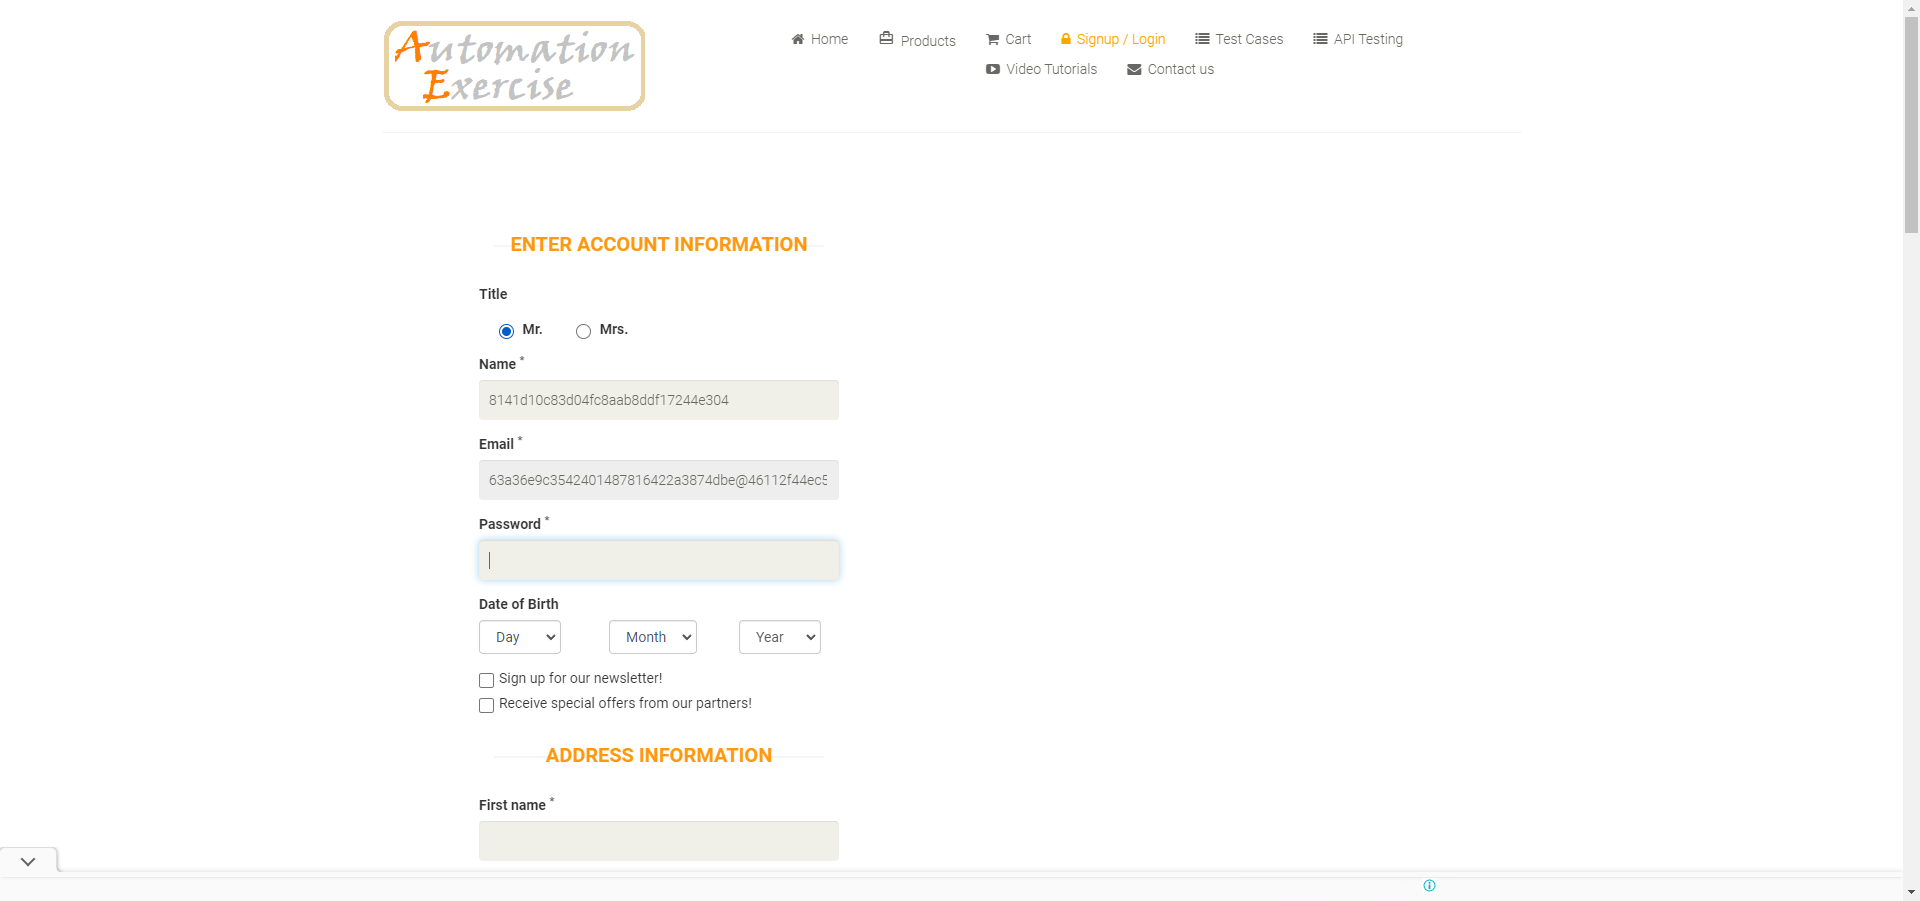 Automation
Exercise
Home
Products
Cart
Signup / Login
Test Cases
API Testing
Video Tutorials
Contact us
ENTER ACCOUNT INFORMATION
Title
Mr. Mrs.
Name *
8141d10c83d04fc8aab8ddf17244e304
Email *
63a36e9c3542401487816422a3874dbe@46112f44ec5
Password *
Date of Birth
Day Month Year
Sign up for our newsletter!
Receive special offers from our partners!
ADDRESS INFORMATION
First name *